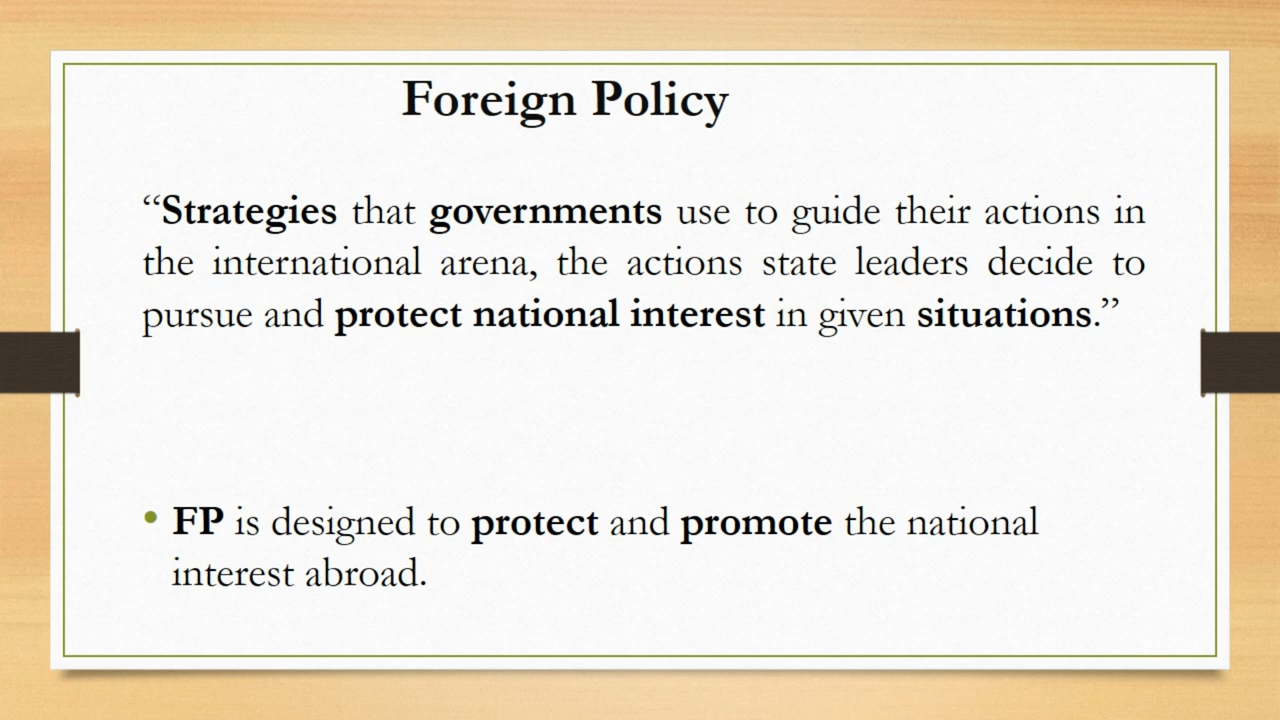 Foreign Policy
“Strategies that governments use to guide their actions in
the international arena, the actions state leaders decide to
pursue and protect national interest in given situations.”
• FP is designed to protect and promote the national
interest abroad.